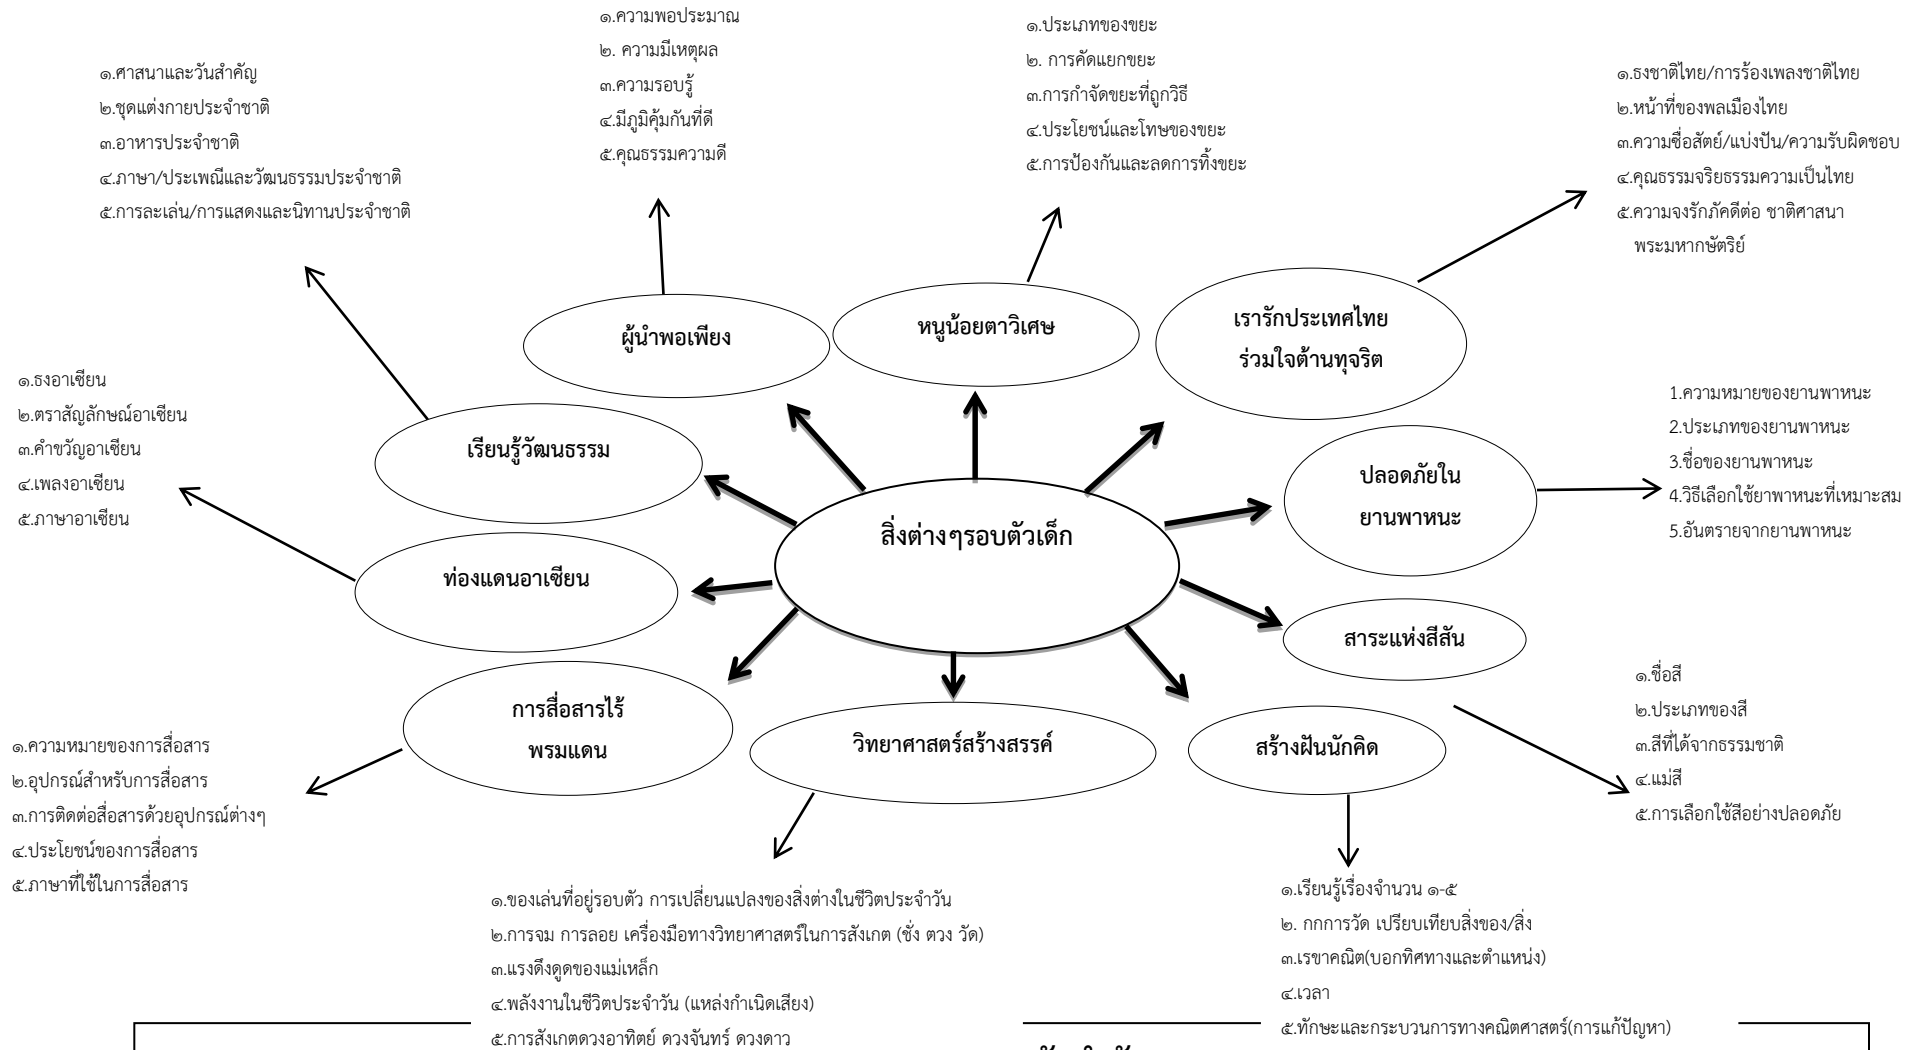 ๑.ความพอประมาณ
๒. ความมีเหตุผล
๓.ความรอบรู้
๔.มีภูมิคุ้มกันที่ดี
๕.คุณธรรมความดี
๑.ประเภทของขยะ
๒. การคัดแยกขยะ
๓.การกำจัดขยะที่ถูกวิธี
๔.ประโยชน์และโทษของขยะ
๕.การป้องกันและลดการทิ้งขยะ
๑.ศาสนาและวันสำคัญ
๒.ชุดแต่งกายประจำชาติ
๓.อาหารประจำชาติ
๔.ภาษา/ประเพณีและวัฒนธรรมประจำชาติ
๕.การละเล่น/การแสดงและนิทานประจำชาติ
๑.ธงชาติไทย/การร้องเพลงชาติไทย
๒.หน้าที่ของพลเมืองไทย
๓.ความซื่อสัตย์/แบ่งปัน/ความรับผิดชอบ
๔.คุณธรรมจริยธรรมความเป็นไทย
๕.ความจงรักภัคดีต่อ ชาติศาสนา
พระมหากษัตริย์
ผู้นำพอเพียง
หนูน้อยตาวิเศษ
เรารักประเทศไทย
ร่วมใจต้านทุจริต
๑.ธงอาเซียน
๒.ตราสัญลักษณ์อาเซียน
๓.คำขวัญอาเซียน
๔.เพลงอาเซียน
๕.ภาษาอาเซียน
เรียนรู้วัฒนธรรม
1.ความหมายของยานพาหนะ
2.ประเภทของยานพาหนะ
3.ชื่อของยานพาหนะ
4.วิธีเลือกใช้ยาพาหนะที่เหมาะสม
5.อันตรายจากยานพาหนะ
ปลอดภัยใน
ยานพาหนะ
สิ่งต่างๆรอบตัวเด็ก
ท่องแดนอาเซียน
สาระแห่งสีสัน
๑.ชื่อสี
๒.ประเภทของสี
๓.สีที่ได้จากธรรมชาติ
๔.แม่สี
๕.การเลือกใช้สีอย่างปลอดภัย
การสื่อสารไร้
พรมแดน
วิทยาศาสตร์สร้างสรรค์
สร้างฝันนักคิด
๑.ความหมายของการสื่อสาร
๒.อุปกรณ์สำหรับการสื่อสาร
๓.การติดต่อสื่อสารด้วยอุปกรณ์ต่างๆ
๔.ประโยชน์ของการสื่อสาร
๕.ภาษาที่ใช้ในการสื่อสาร
๑.ของเล่นที่อยู่รอบตัว การเปลี่ยนแปลงของสิ่งต่างในชีวิตประจำวัน
๒.การจม การลอย เครื่องมือทางวิทยาศาสตร์ในการสังเกต (ชั่ง ตวง วัด)
๓.แรงดึงดูดของแม่เหล็ก
๔.พลังงานในชีวิตประจำวัน (แหล่งกำเนิดเสียง)
๕.การสังเกตดวงอาทิตย์ ดวงจันทร์ ดวงดาว
๑.เรียนรู้เรื่องจำนวน ๑-๕
๒. กกการวัด เปรียบเทียบสิ่งของ/สิ่ง
๓.เรขาคณิต(บอกทิศทางและตำแหน่ง)
๔.เวลา
๕.ทักษะและกระบวนการทางคณิตศาสตร์(การแก้ปัญหา)